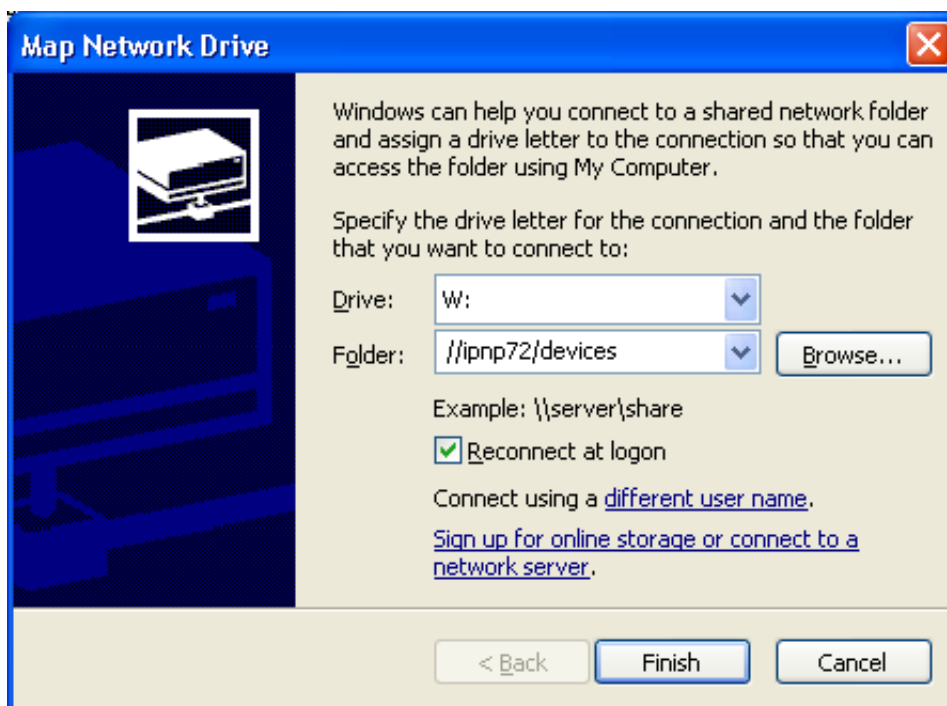 Map Network Drive
Windows can help you connect to a shared network folder
and assign a drive letter to the connection so that you can
access the folder using My Computer.
Specify the drive letter for the connection and the folder
that you want to connect to:
Drive: W:
Folder: //ipnp72/devices Browse...
Example: \\server\share
Reconnect at logon
Connect using a different user name.
Sign up for online storage or connect to a
network server.
< Back Finish Cancel